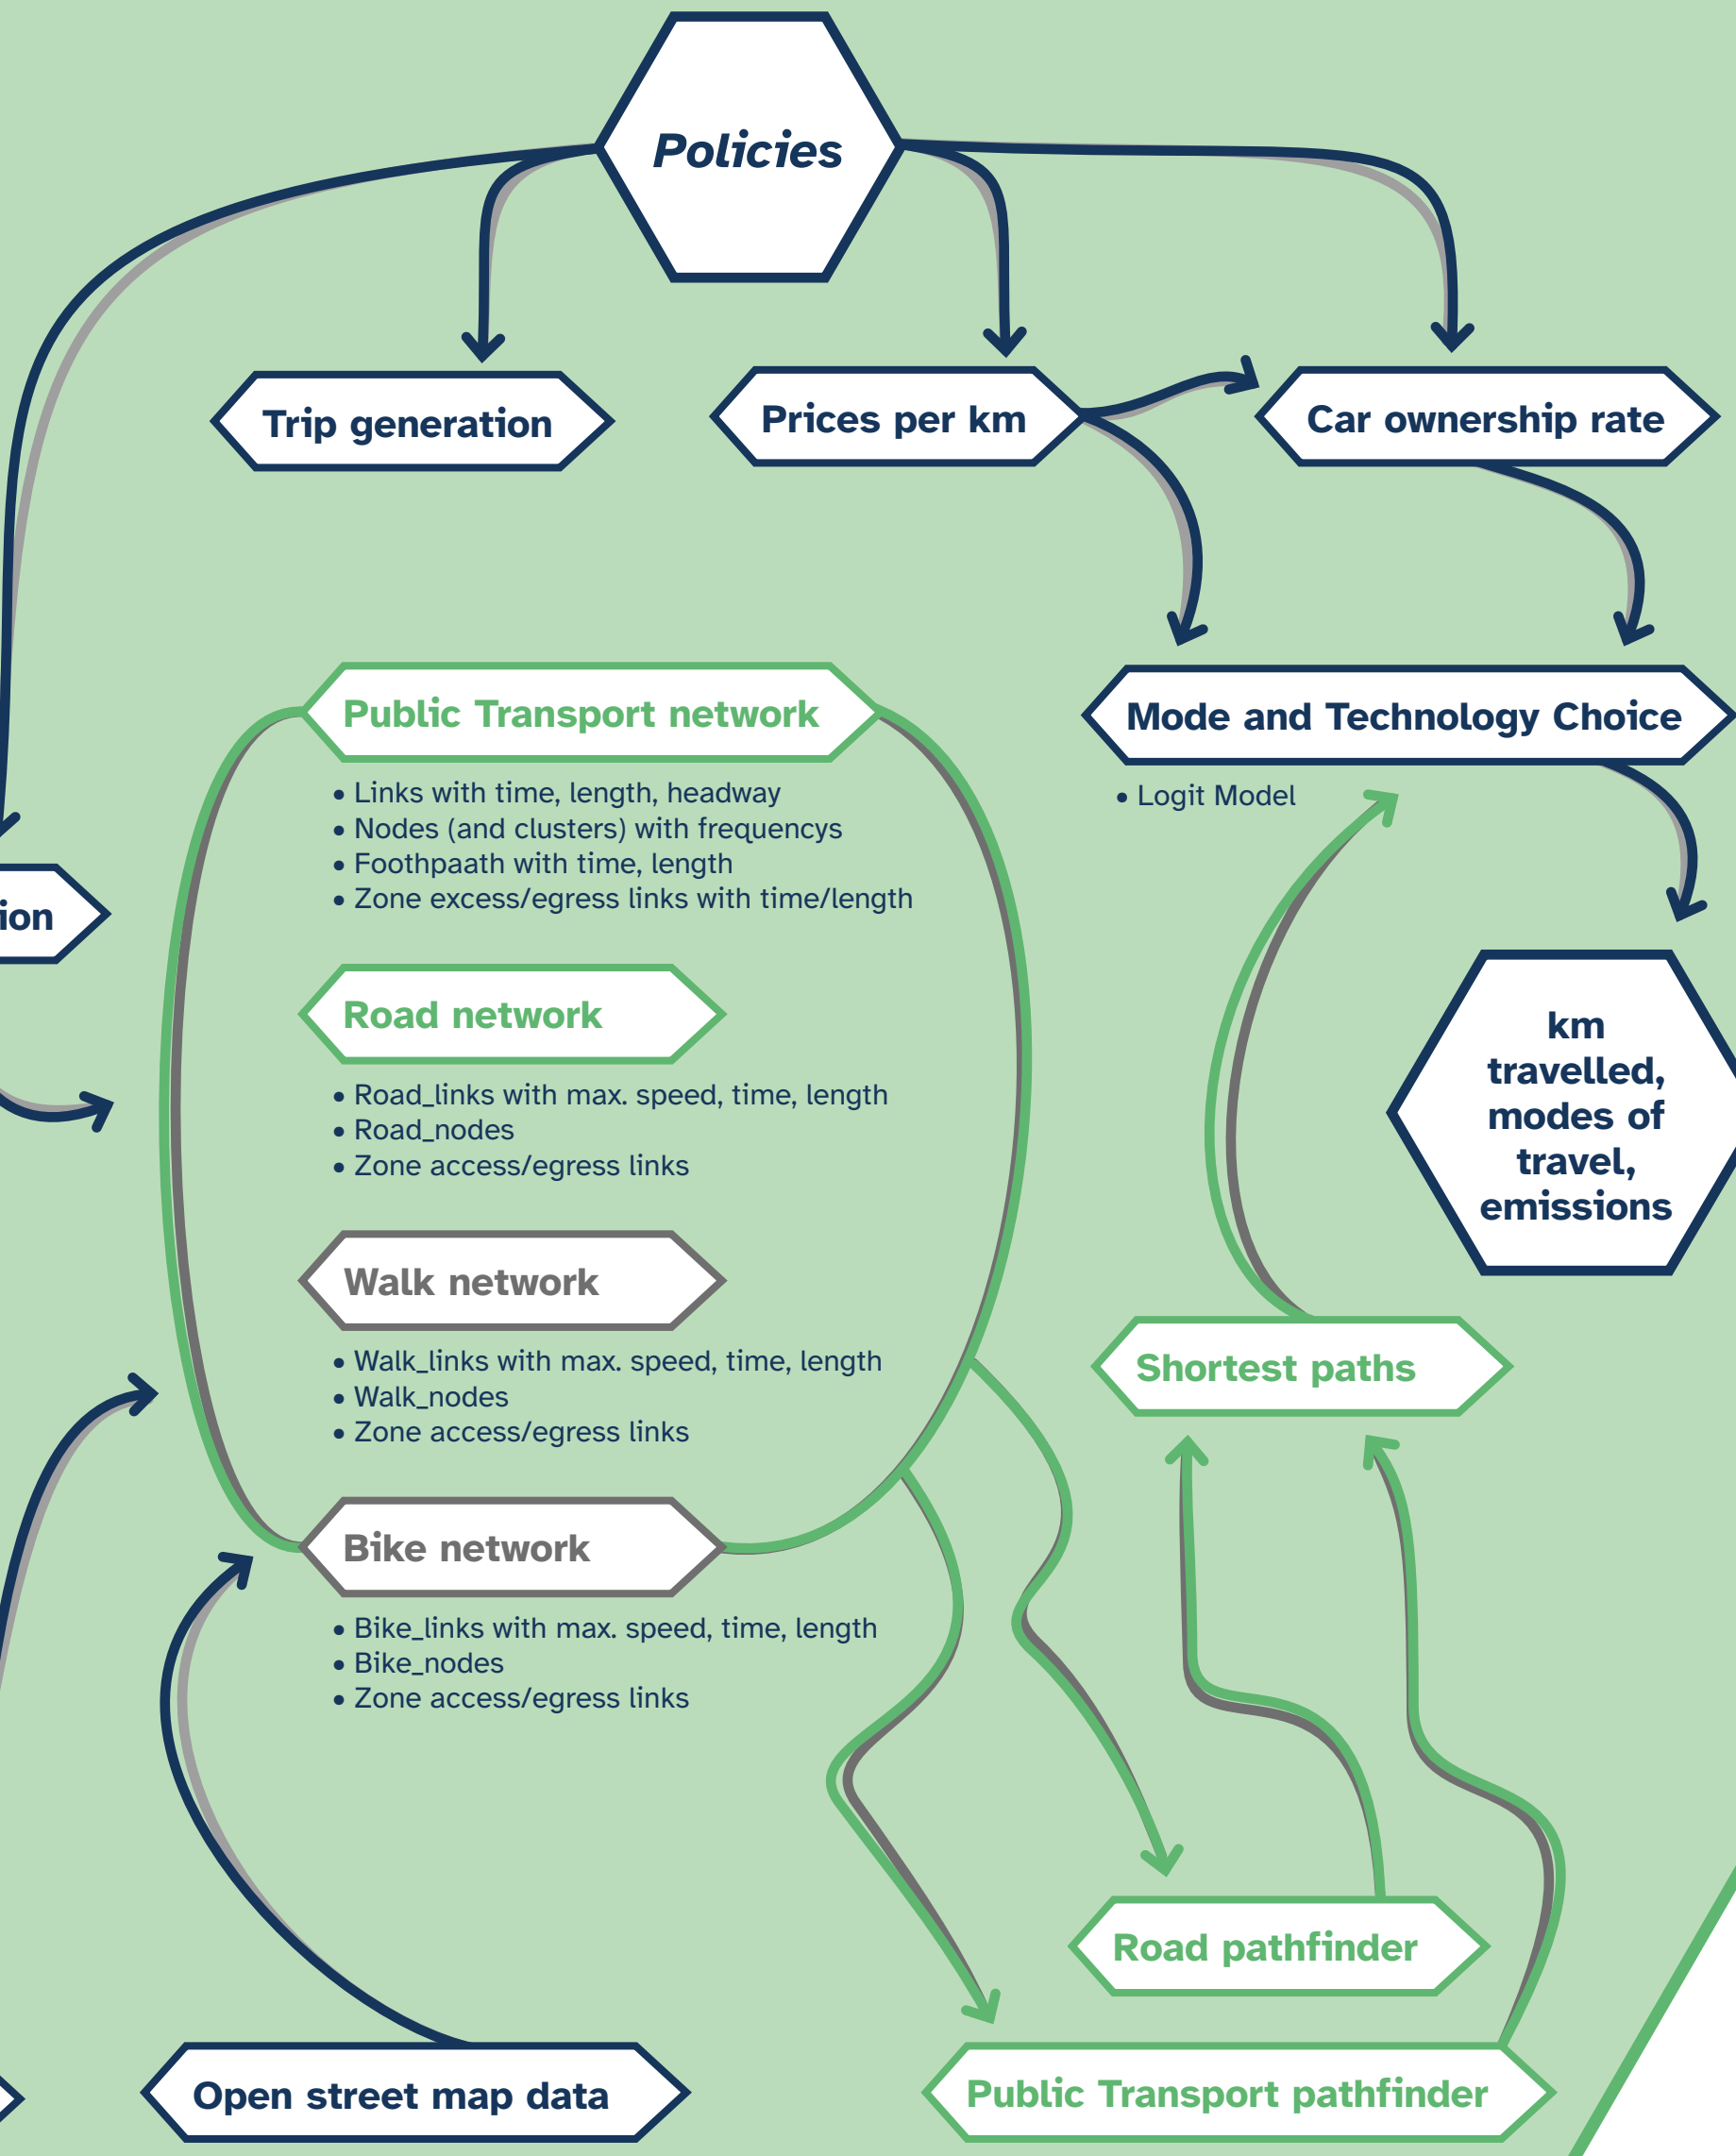 Policies
Trip generation
Prices per km
Car ownership rate
Public Transport network
• Links with time, length, headway
• Nodes (and clusters) with frequencys
• Foothpaath with time, length
• Zone excess/egress links with time/length
Mode and Technology Choice
• Logit Model
ion
Road network
• Road_links with max. speed, time, length
• Road_nodes
• Zone access/egress links
km
travelled,
modes of
travel,
emissions
Walk network
• Walk_links with max. speed, time, length
• Walk_nodes
• Zone access/egress links
Shortest paths
Bike network
• Bike_links with max. speed, time, length
• Bike_nodes
• Zone access/egress links
Road pathfinder
Open street map data
Public Transport pathfinder